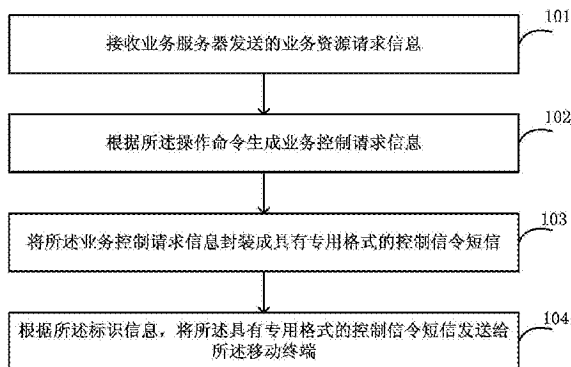 101
接收业务服务器发送的业务资源请求信息
102
根据所述操作命令生成业务控制请求信息
103
将所述业务控制请求信息封装成具有专用格式的控制信令短信
104
根据所述标识信息，将所述具有专用格式的控制信令短信发送给
所述移动终端